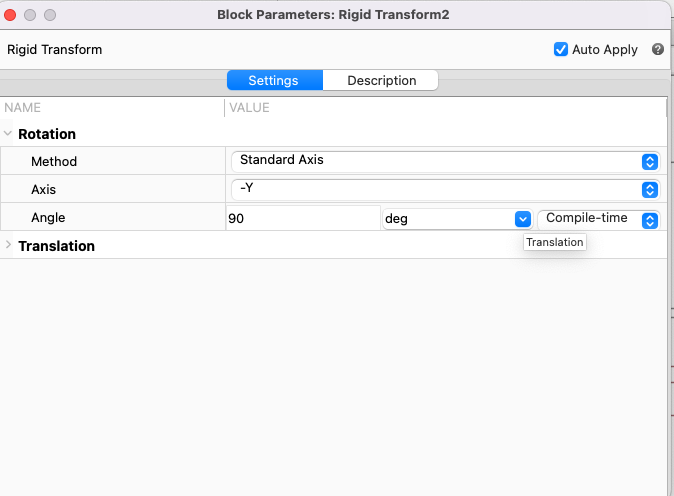 Block Parameters: Rigid Transform2
Rigid Transform
Auto Apply
?
Settings
Description
NAME
VALUE
Rotation
Method
Standard Axis
Axis
-Y
Angle
90
deg
Compile-time
Translation
Translation